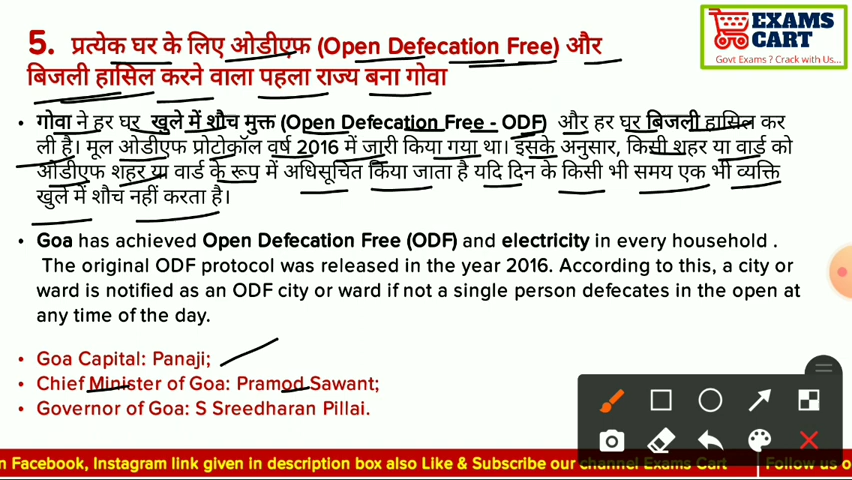 EXAMS
CART
Govt Exams ? Crack with Us...
5. प्रत्येक घर के लिए ओडीएफ (Open Defecation Free) और
बिजली हासिल करने वाला पहला राज्य बना गोवा
• गोवा ने हर घर खुले में शौच मुक्त (Open Defecation Free - ODF) और हर घर बिजली हासिल कर
ली है। मूल ओडीएफ प्रोटोकॉल वर्ष 2016 में जारी किया गया था। इसके अनुसार, किसी शहर या वार्ड को
ओडीएफ शहर या वार्ड के रूप में अधिसूचित किया जाता है यदि दिन के किसी भी समय एक भी व्यक्ति
खुले में शौच नहीं करता है।
• Goa has achieved Open Defecation Free (ODF) and electricity in every household .
The original ODF protocol was released in the year 2016. According to this, a city or
ward is notified as an ODF city or ward if not a single person defecates in the open at
any time of the day.
• Goa Capital: Panaji;
• Chief Minister of Goa: Pramod Sawant;
• Governor of Goa: S Sreedharan Pillai.
n Facebook, Instagram link given in description box also Like & Subscribe our channel Exams Cart Follow us o